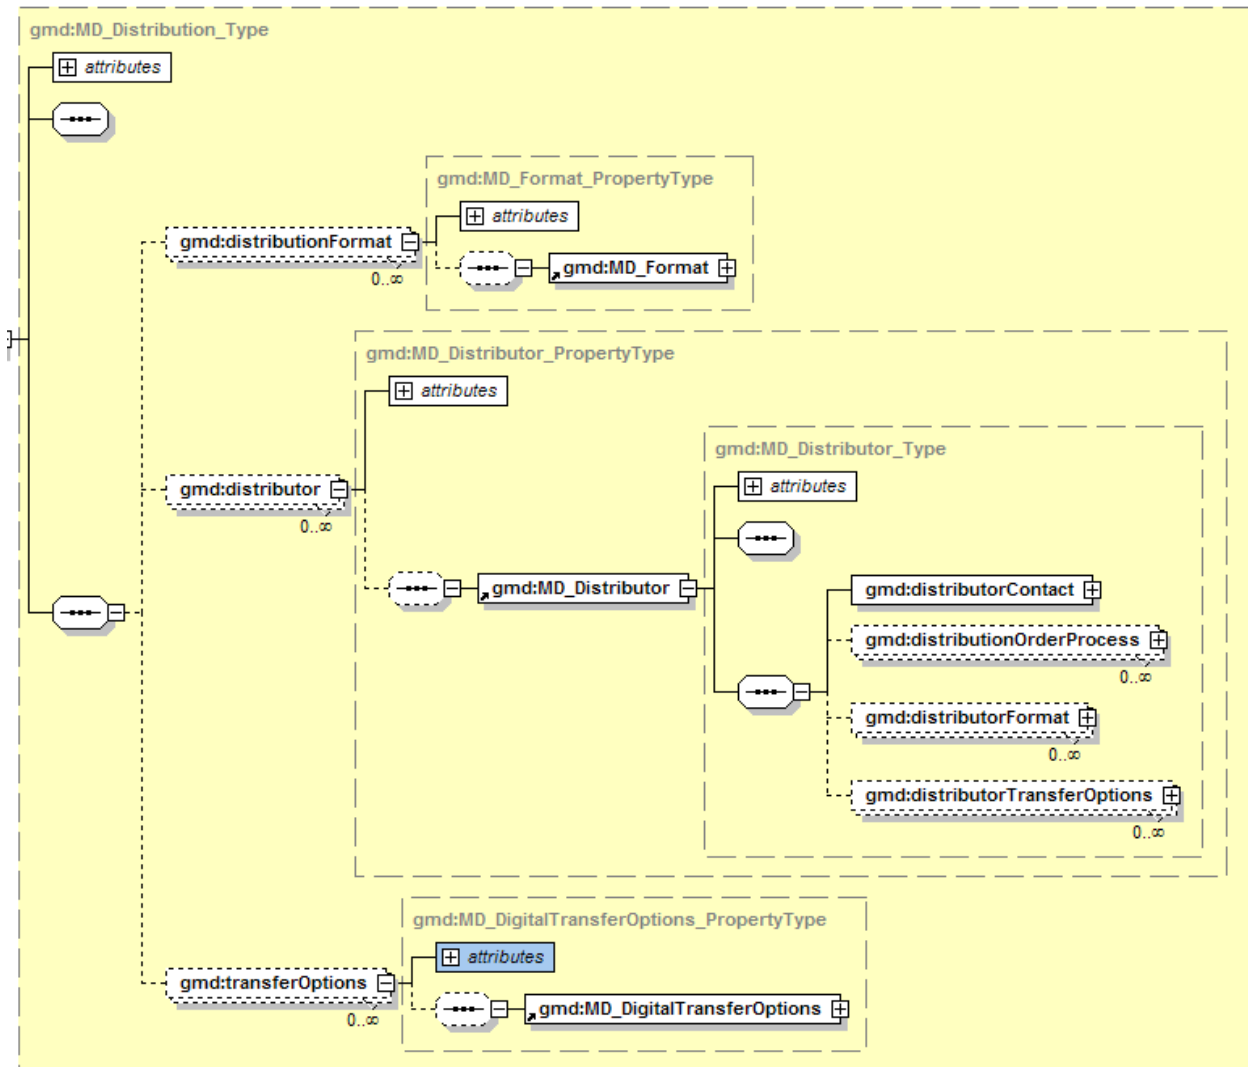 gmd:MD_Distribution_Type
attributes
gmd:MD_Format_PropertyType
attributes
gmd:distributionFormat
0..∞
gmd:MD_Format
gmd:MD_Distributor_PropertyType
attributes
gmd:MD_Distributor_Type
attributes
gmd:distributor
0..∞
gmd:MD_Distributor
gmd:distributorContact
gmd:distributionOrderProcess
0..∞
gmd:distributorFormat
0..∞
gmd:distributorTransferOptions
0..∞
gmd:MD_DigitalTransferOptions_PropertyType
attributes
gmd:transferOptions
0..∞
gmd:MD_DigitalTransferOptions